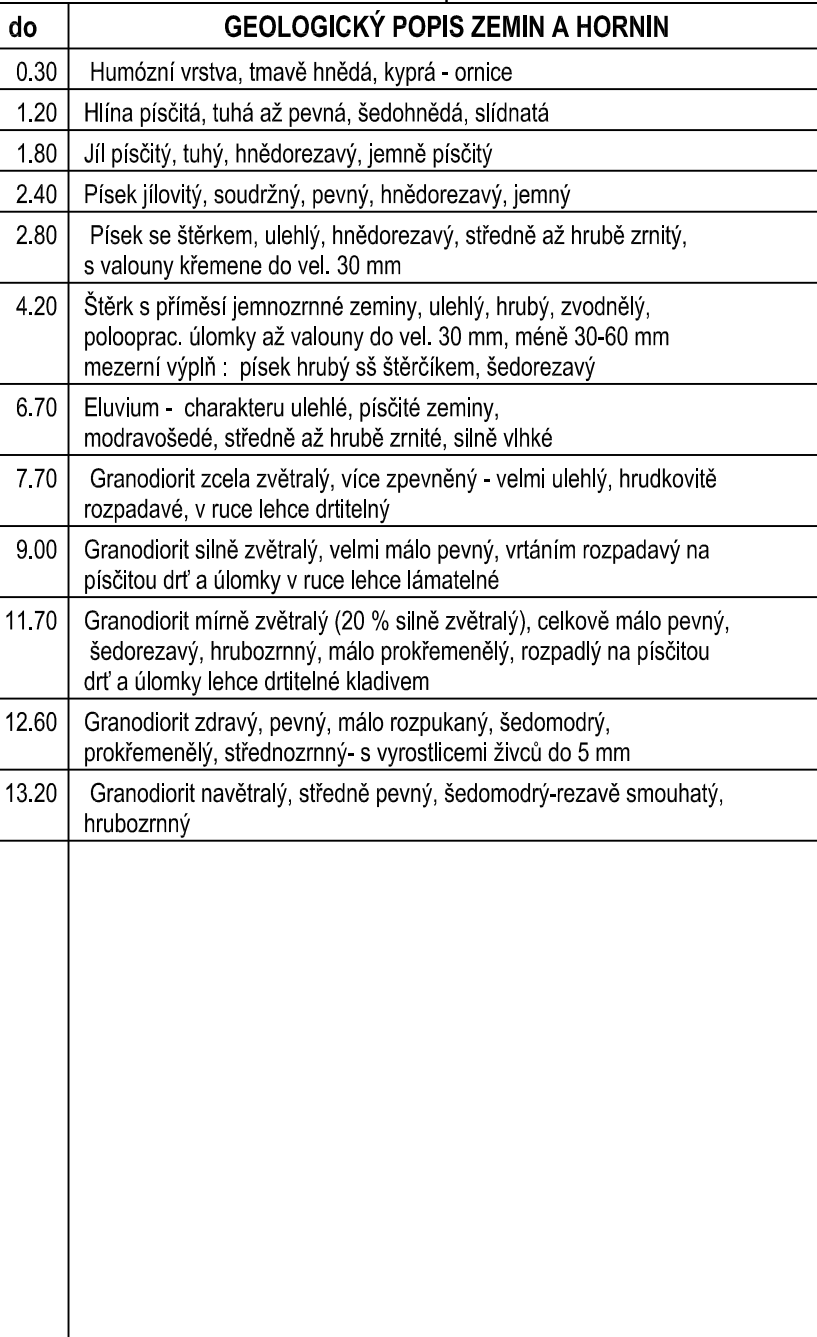 do GEOLOGICKÝ POPIS ZEMIN A HORNIN
0.30 Humózní vrstva, tmavě hnědá, kyprá - ornice
1.20 Hlína písčitá, tuhá až pevná, šedohnědá, slídnatá
1.80 Jíl písčitý, tuhý, hnědorezavý, jemně písčitý
2.40 Písek jílovitý, soudržný, pevný, hnědorezavý, jemný
2.80 Písek se štěrkem, ulehlý, hnědorezavý, středně až hrubě zrnitý,
s valouny křemene do vel. 30 mm
4.20 Štěrk s příměsí jemnozrnné zeminy, ulehlý, hrubý, zvodnělý,
polooprac. úlomky až valouny do vel. 30 mm, méně 30-60 mm
mezerní výplň : písek hrubý sš štěrčíkem, šedorezavý
6.70 Eluvium - charakteru ulehlé, písčité zeminy,
modravošedé, středně až hrubě zrnité, silně vlhké
7.70 Granodiorit zcela zvětralý, více zpevněný - velmi ulehlý, hrudkovitě
rozpadavé, v ruce lehce drtitelný
9.00 Granodiorit silně zvětralý, velmi málo pevný, vrtáním rozpadavý na
písčitou drť a úlomky v ruce lehce lámatelné
11.70 Granodiorit mírně zvětralý (20 % silně zvětralý), celkově málo pevný,
šedorezavý, hrubozrnný, málo prokřemenělý, rozpadlý na písčitou
drť a úlomky lehce drtitelné kladivem
12.60 Granodiorit zdravý, pevný, málo rozpukaný, šedomodrý,
prokřemenělý, střednozrnný- s vyrostlicemi živců do 5 mm
13.20 Granodiorit navětralý, středně pevný, šedomodrý-rezavě smouhatý,
hrubozrnný